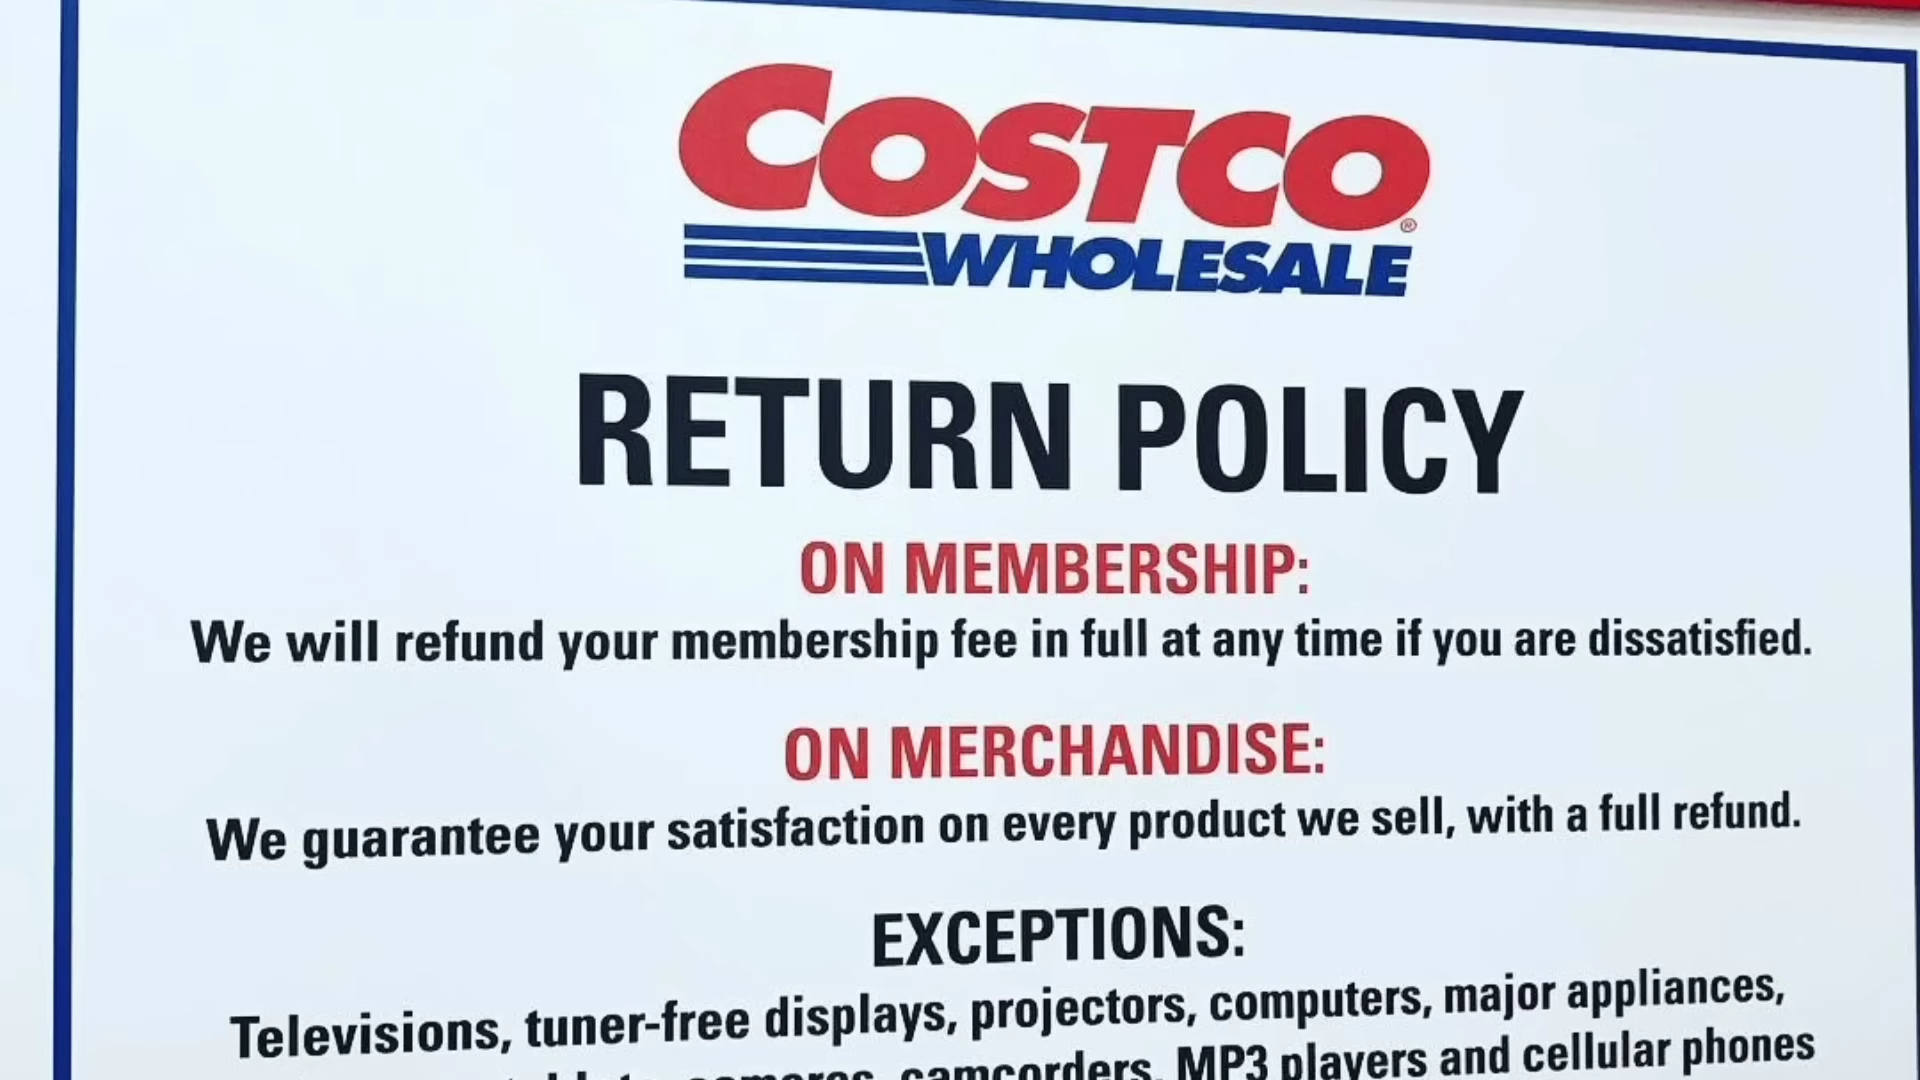 COSTCO
WHOLESALE
RETURN POLICY
ON MEMBERSHIP:
We will refund your membership fee in full at any time if you are dissatisfied.
ON MERCHANDISE:
We guarantee your satisfaction on every product we sell, with a full refund.
EXCEPTIONS:
Televisions, tuner-free displays, projectors, computers, major appliances,
cameras, camcorders, MP3 players and cellular phones